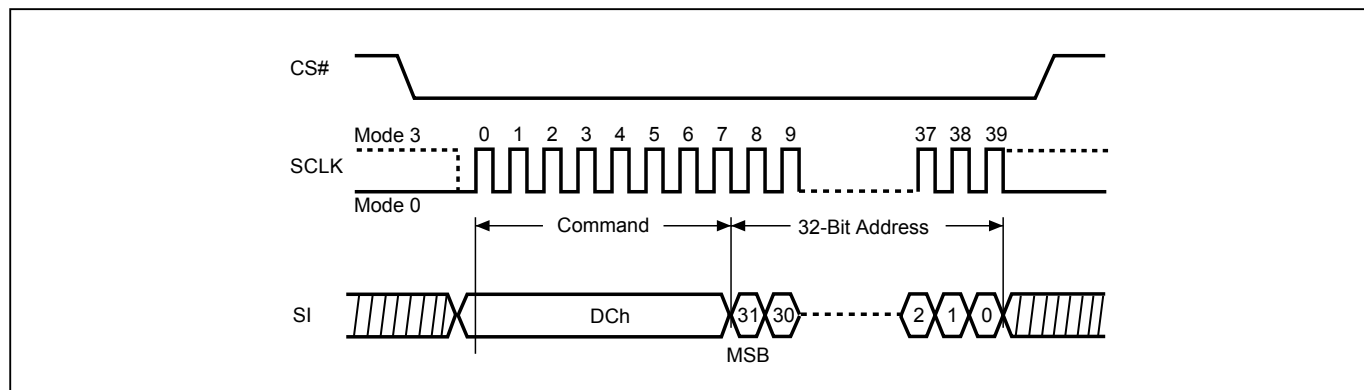 CS#
Mode 3
0 1 2 3 4 5 6 7 8 9 37 38 39
SCLK
Mode 0
Command 32-Bit Address
SI DCh 31 30 2 1 0
MSB